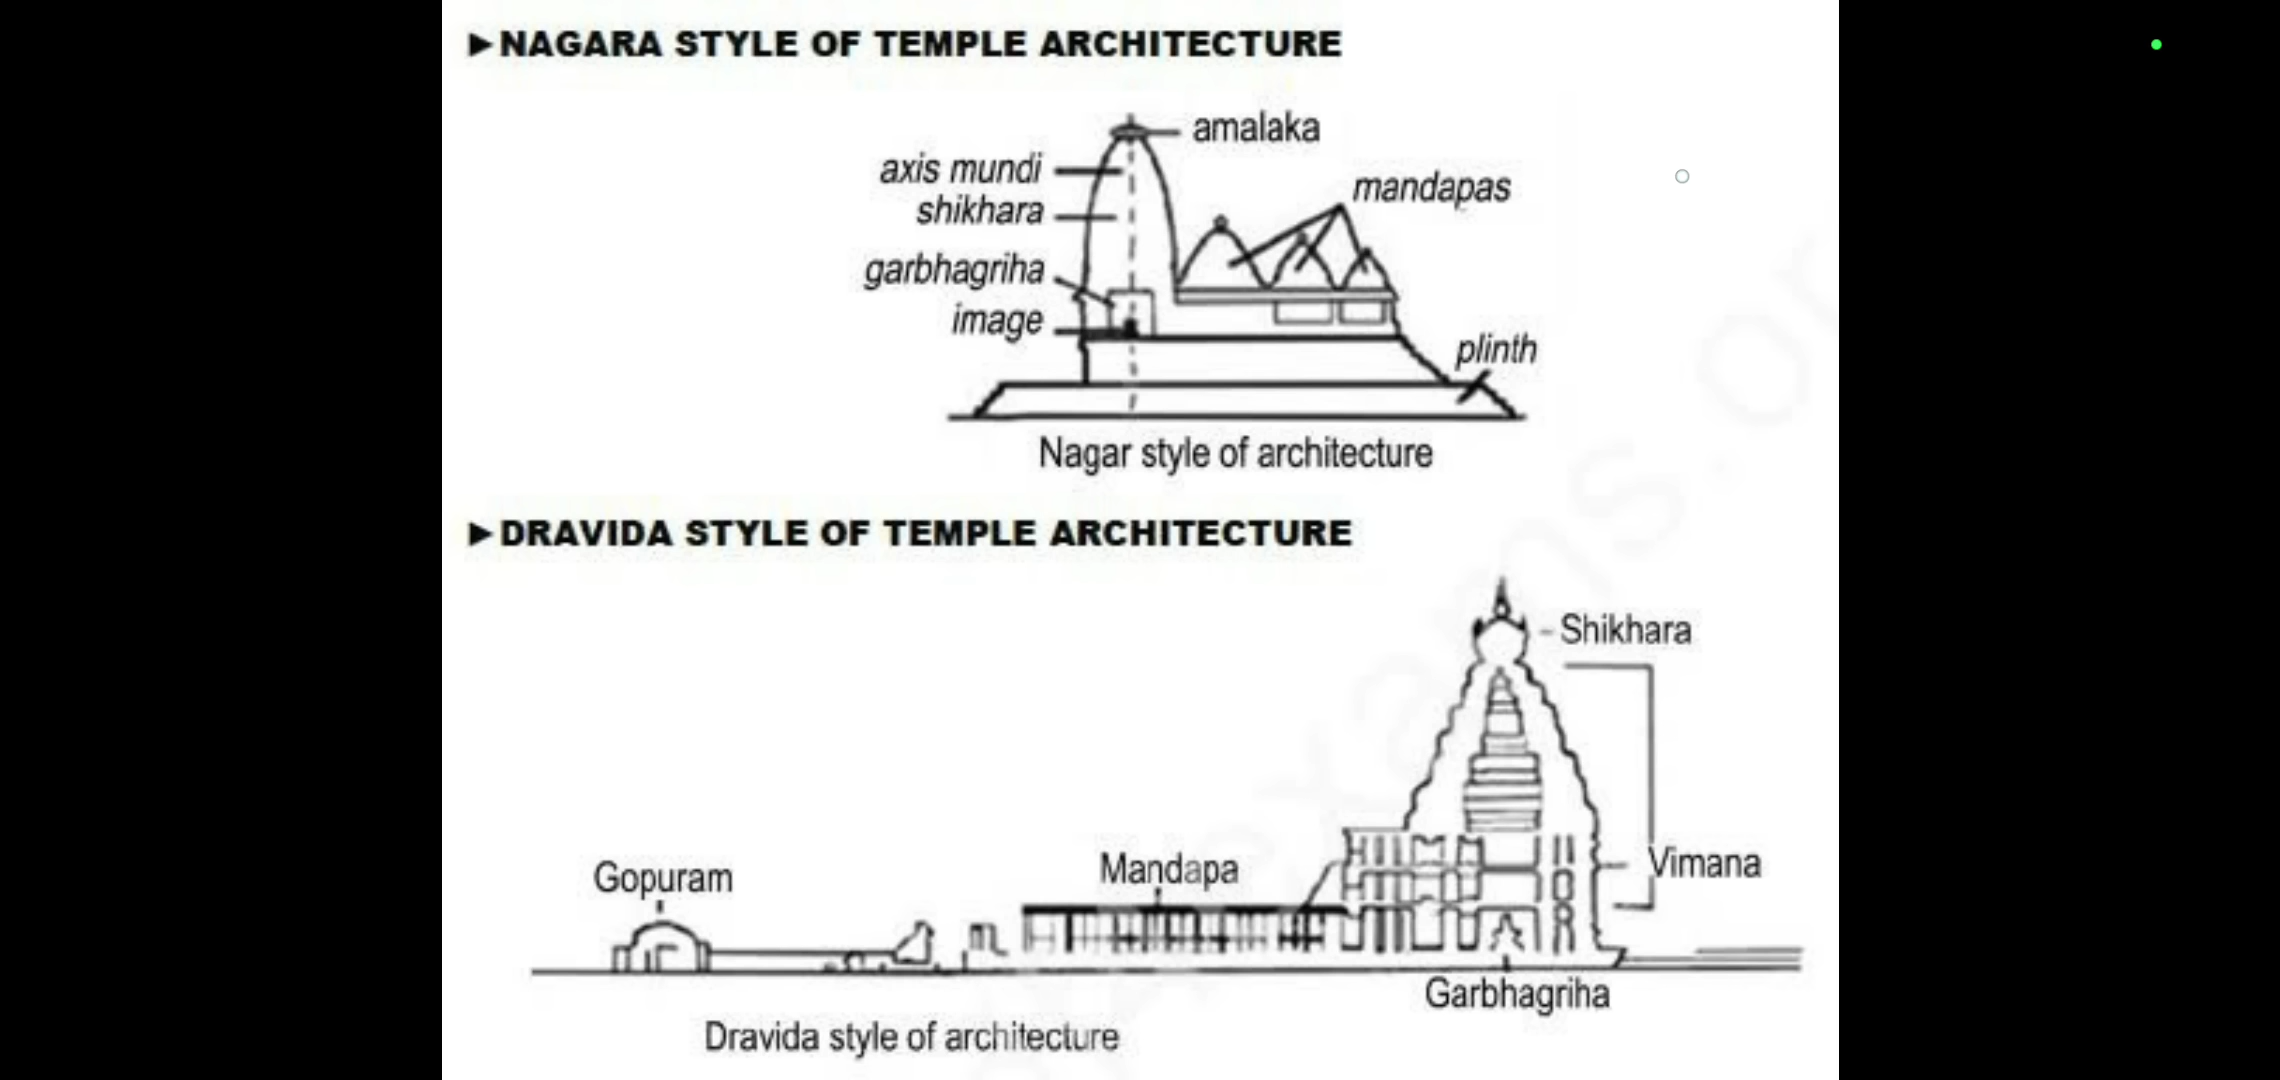 ►NAGARA STYLE OF TEMPLE ARCHITECTURE
amalaka
axis mundi
mandapas
shikhara
garbhagriha
image
plinth
Nagar style of architecture
►DRAVIDA STYLE OF TEMPLE ARCHITECTURE
Shikhara
Vimana
Mandapa
Gopuram
Garbhagriha
Dravida style of architecture